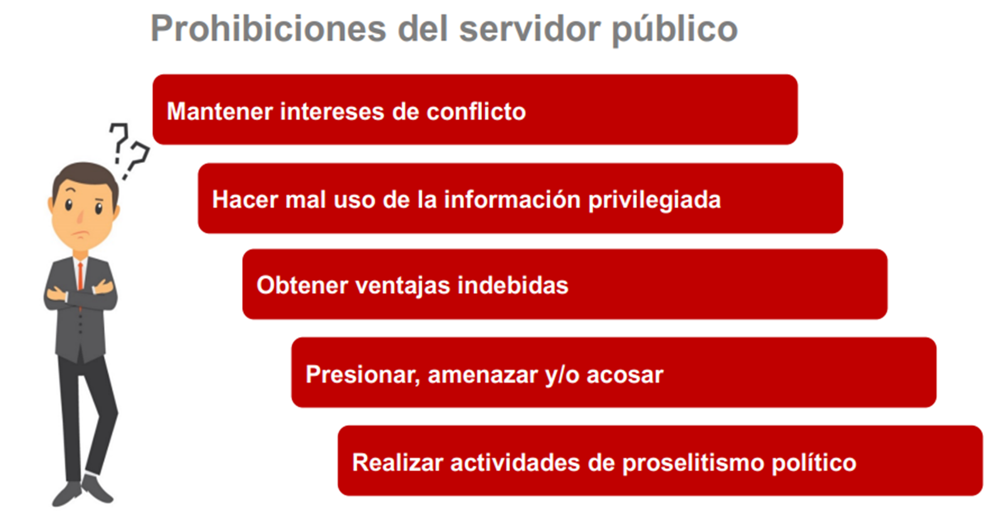 Prohibiciones del servidor público
Mantener intereses de conflicto
??
Hacer mal uso de la información privilegiada
Obtener ventajas indebidas
Presionar, amenazar y/o acosar
Realizar actividades de proselitismo político